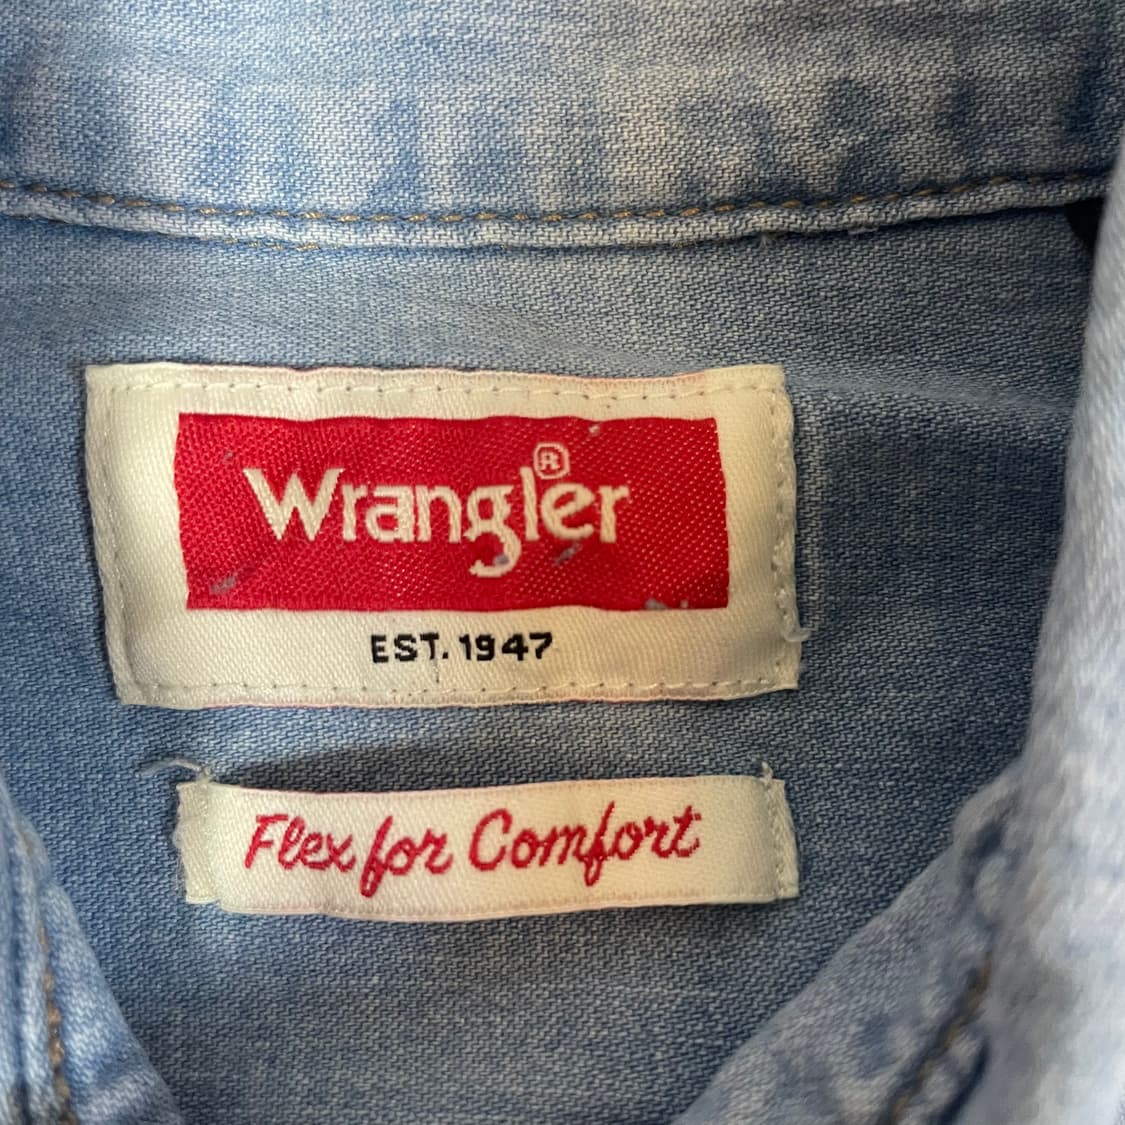 Wrangler®
EST. 1947
Flex for Comfort